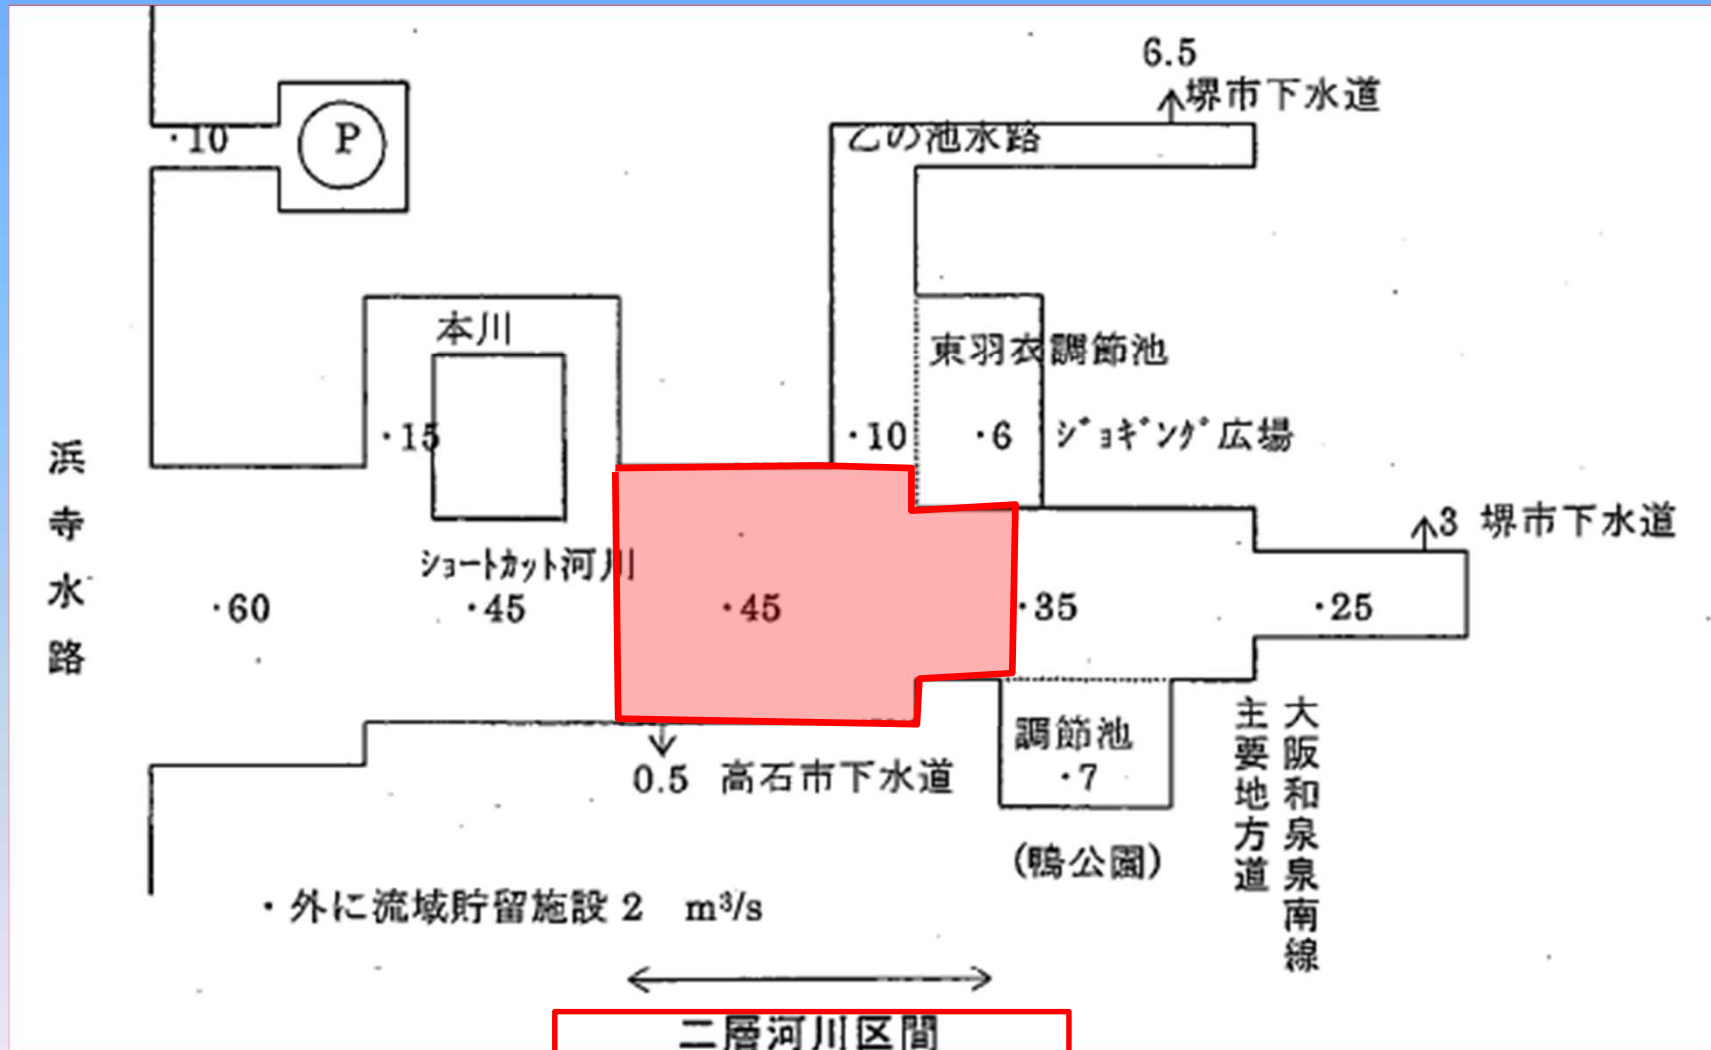 6.5
堺市下水道
・10
P
乙の池水路
本川
東羽衣調節池
・15
・10
・6
ジョギング広場
浜寺水路
3 堺市下水道
ショートカット河川
・60
・45
・45
・35
・25
調節池
・7
0.5 高石市下水道
主要地方道
大阪和泉泉南線
(鴨公園)
・外に流域貯留施設 2 m³/s
二層河川区間